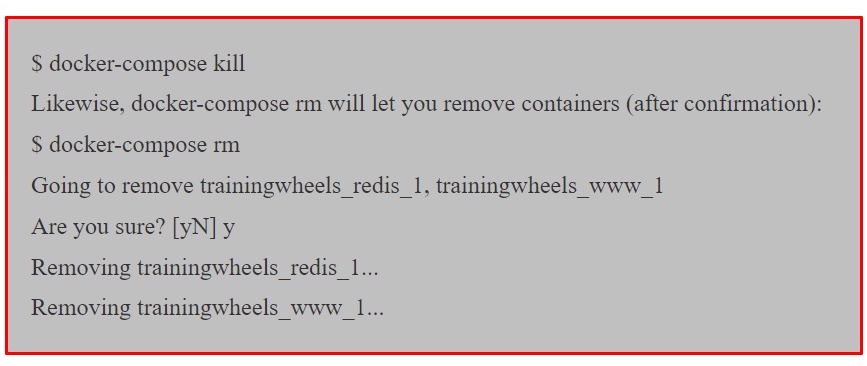 $ docker-compose kill
Likewise, docker-compose rm will let you remove containers (after confirmation):
$ docker-compose rm
Going to remove trainingwheels_redis_1, trainingwheels_www_1
Are you sure? [yN] y
Removing trainingwheels_redis_1...
Removing trainingwheels_www_1...